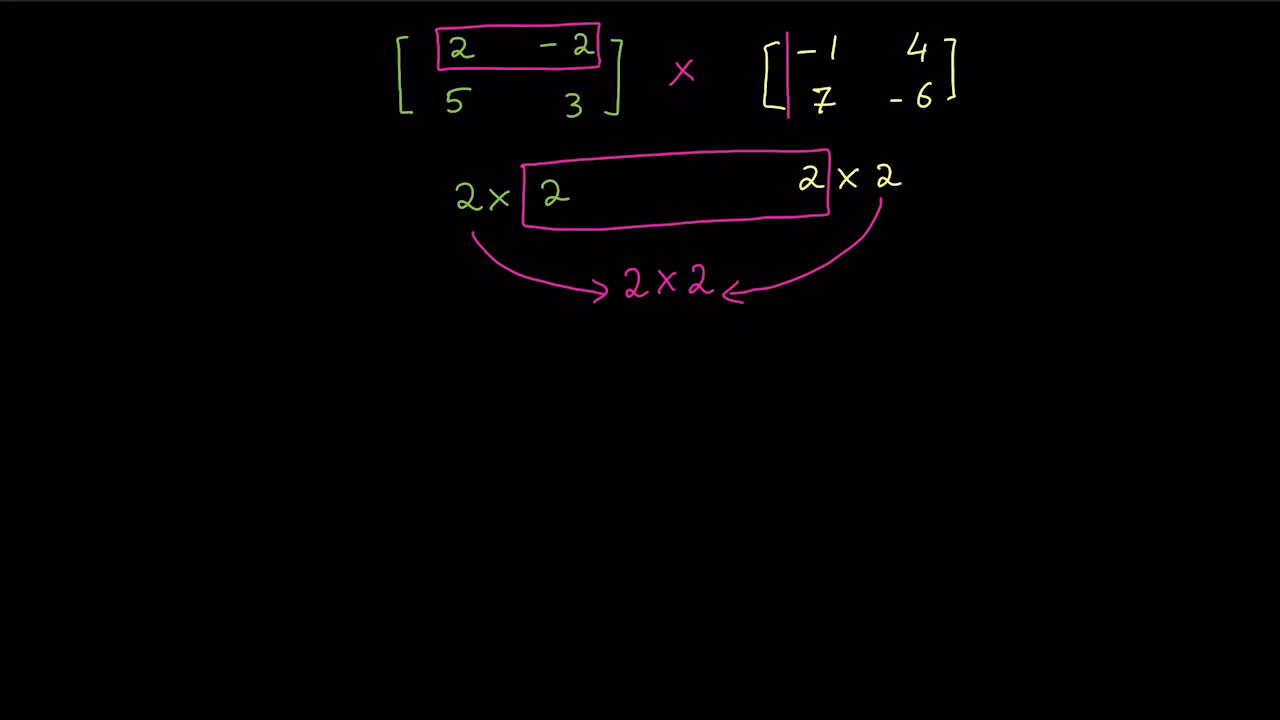 [ 2 -2 ] × [ -1 4 ]
[ 5 3 ] [ 7 -6 ]
2 × 2 2 × 2
2 × 2